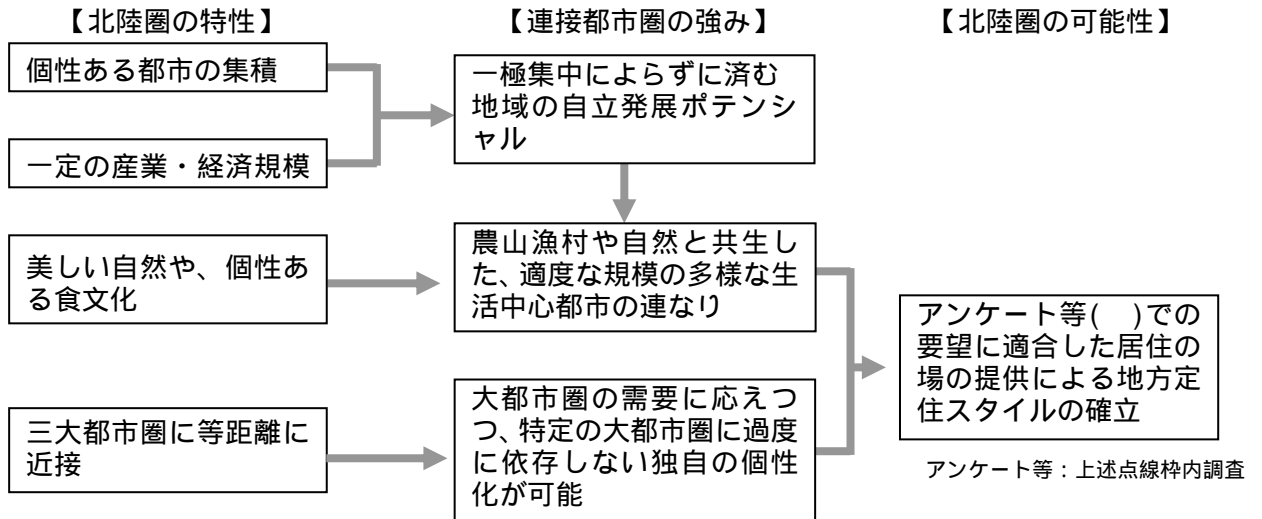 【北陸圏の特性】
個性ある都市の集積
一定の産業・経済規模
美しい自然や、個性あ
る食文化
三大都市圏に等距離に
近接
【連接都市圏の強み】
一極集中によらずに済む
地域の自立発展ポテンシ
ャル
農山漁村や自然と共生し
た、適度な規模の多様な生
活中心都市の連なり
大都市圏の需要に応えつ
つ、特定の大都市圏に過度
に依存しない独自の個性
化が可能
【北陸圏の可能性】
アンケート等(　)での
要望に適合した居住の
場の提供による地方定
住スタイルの確立
アンケート等：上述点線枠内調査